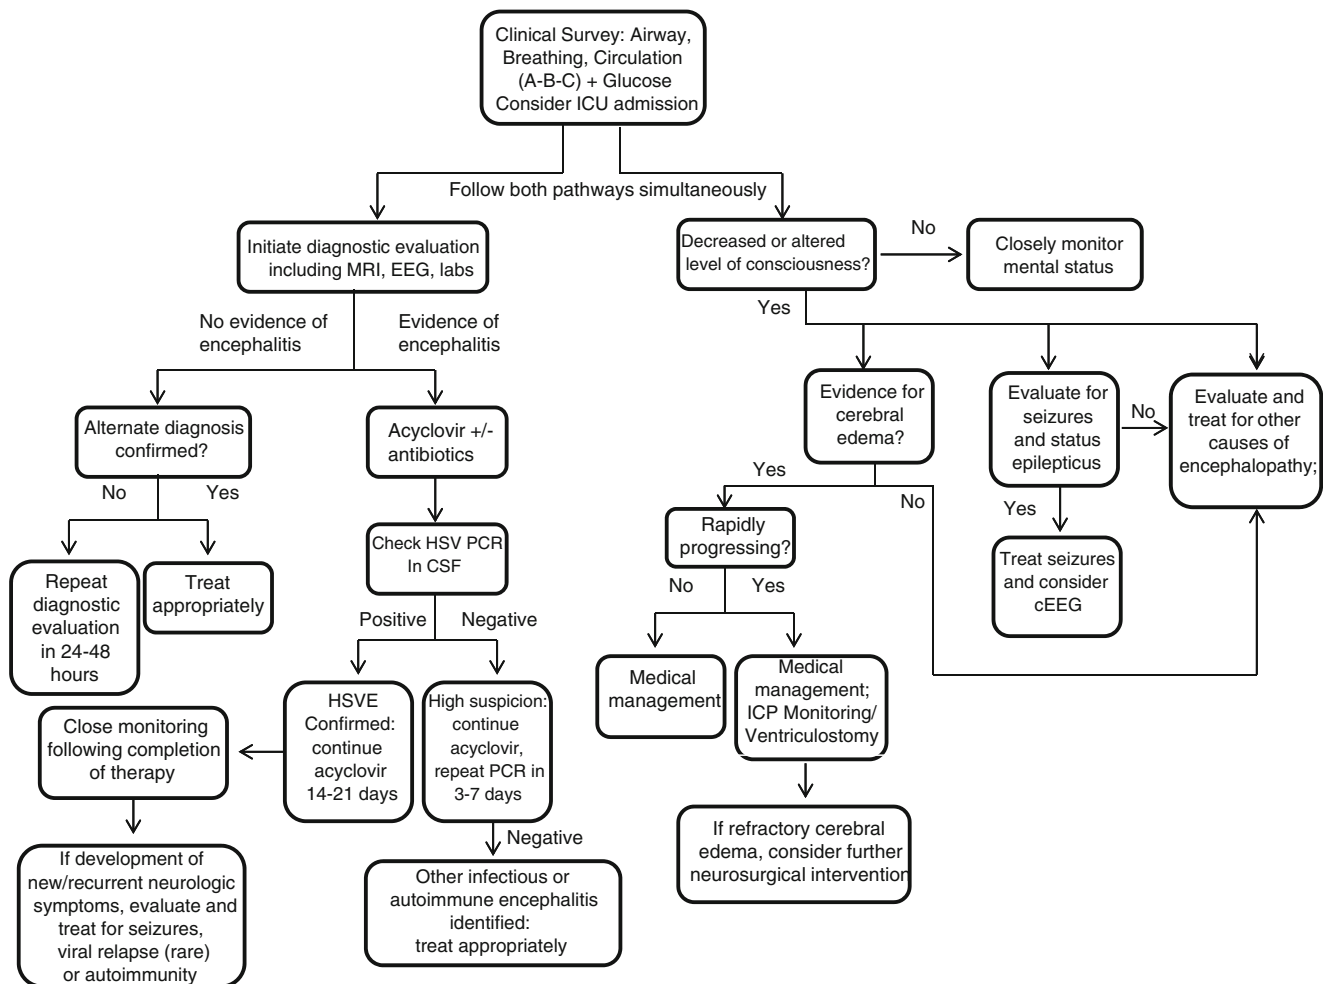 Clinical Survey: Airway,
Breathing, Circulation
(A-B-C) + Glucose
Consider ICU admission
Follow both pathways simultaneously
Initiate diagnostic evaluation
including MRI, EEG, labs
Decreased or altered
level of consciousness?
No
Closely monitor
mental status
Yes
No evidence of
encephalitis
Evidence of
encephalitis
Alternate diagnosis
confirmed?
No
Yes
Repeat
diagnostic
evaluation
in 24-48
hours
Treat
appropriately
Acyclovir +/-
antibiotics
Check HSV PCR
In CSF
Positive
Negative
HSVE
Confirmed:
continue
acyclovir
14-21 days
High suspicion:
continue
acyclovir,
repeat PCR in
3-7 days
Close monitoring
following completion
of therapy
If development of
new/recurrent neurologic
symptoms, evaluate and
treat for seizures,
viral relapse (rare)
or autoimmunity
Negative
Other infectious or
autoimmune encephalitis
identified:
treat appropriately
Evidence for
cerebral
edema?
Yes
No
Rapidly
progressing?
No
Yes
Medical
management
Medical
management;
ICP Monitoring/
Ventriculostomy
If refractory cerebral
edema, consider further
neurosurgical intervention
Evaluate for
seizures
and status
epilepticus
No
Yes
Treat seizures
and consider
cEEG
Evaluate and
treat for other
causes of
encephalopathy;